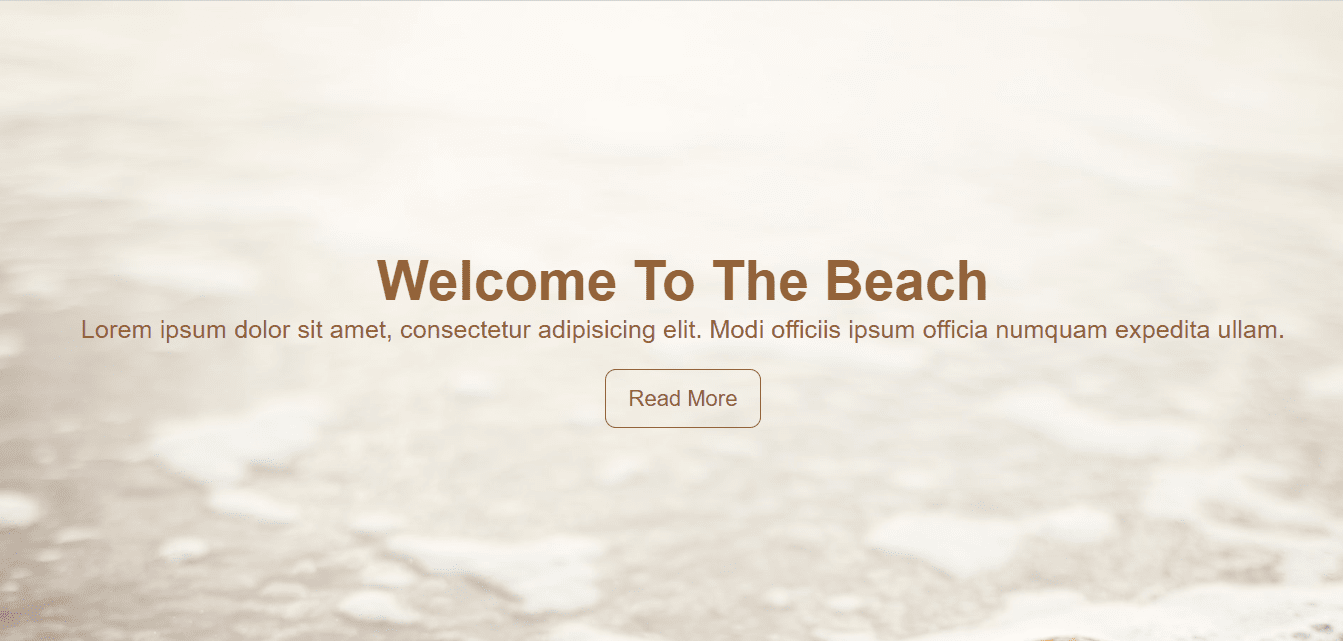 Welcome To The Beach
Lorem ipsum dolor sit amet, consectetur adipisicing elit. Modi officiis ipsum officia numquam expedita ullam.
Read More